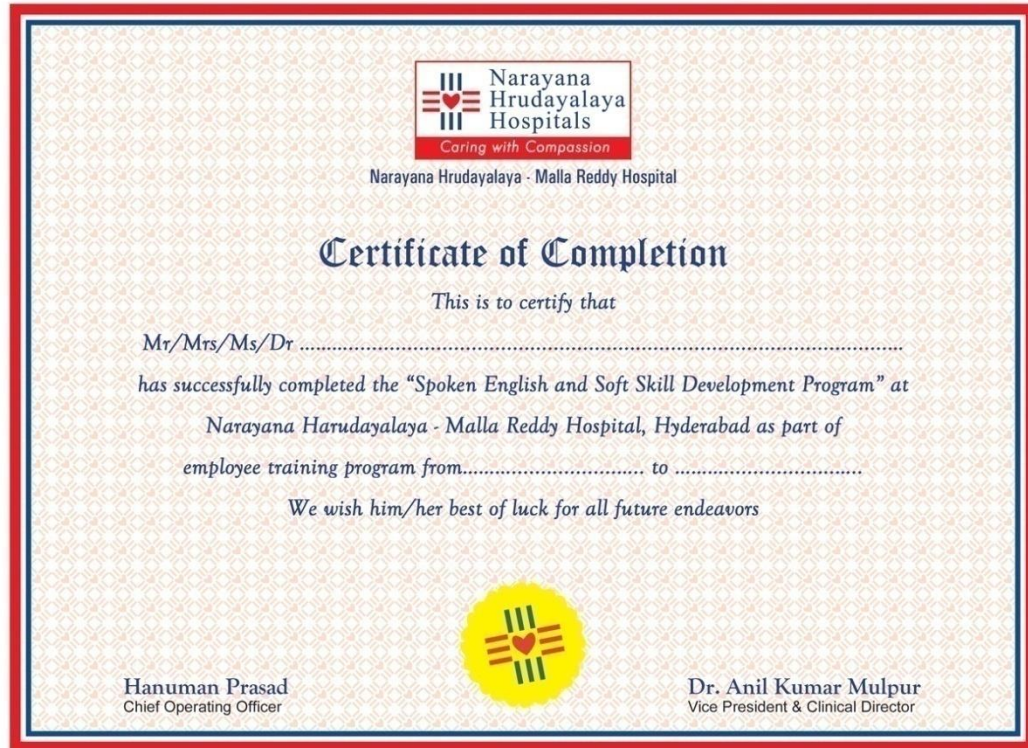 Narayana
Hrudayalaya
Hospitals
Caring with Compassion
Narayana Hrudayalaya - Malla Reddy Hospital
Certificate of Completion
This is to certify that
Mr/Mrs/Ms/Dr ....................................................................................................
has successfully completed the “Spoken English and Soft Skill Development Program” at
Narayana Harudayalaya - Malla Reddy Hospital, Hyderabad as part of
employee training program from............................... to ................................
We wish him/her best of luck for all future endeavors
Hanuman Prasad
Chief Operating Officer
Dr. Anil Kumar Mulpur
Vice President & Clinical Director